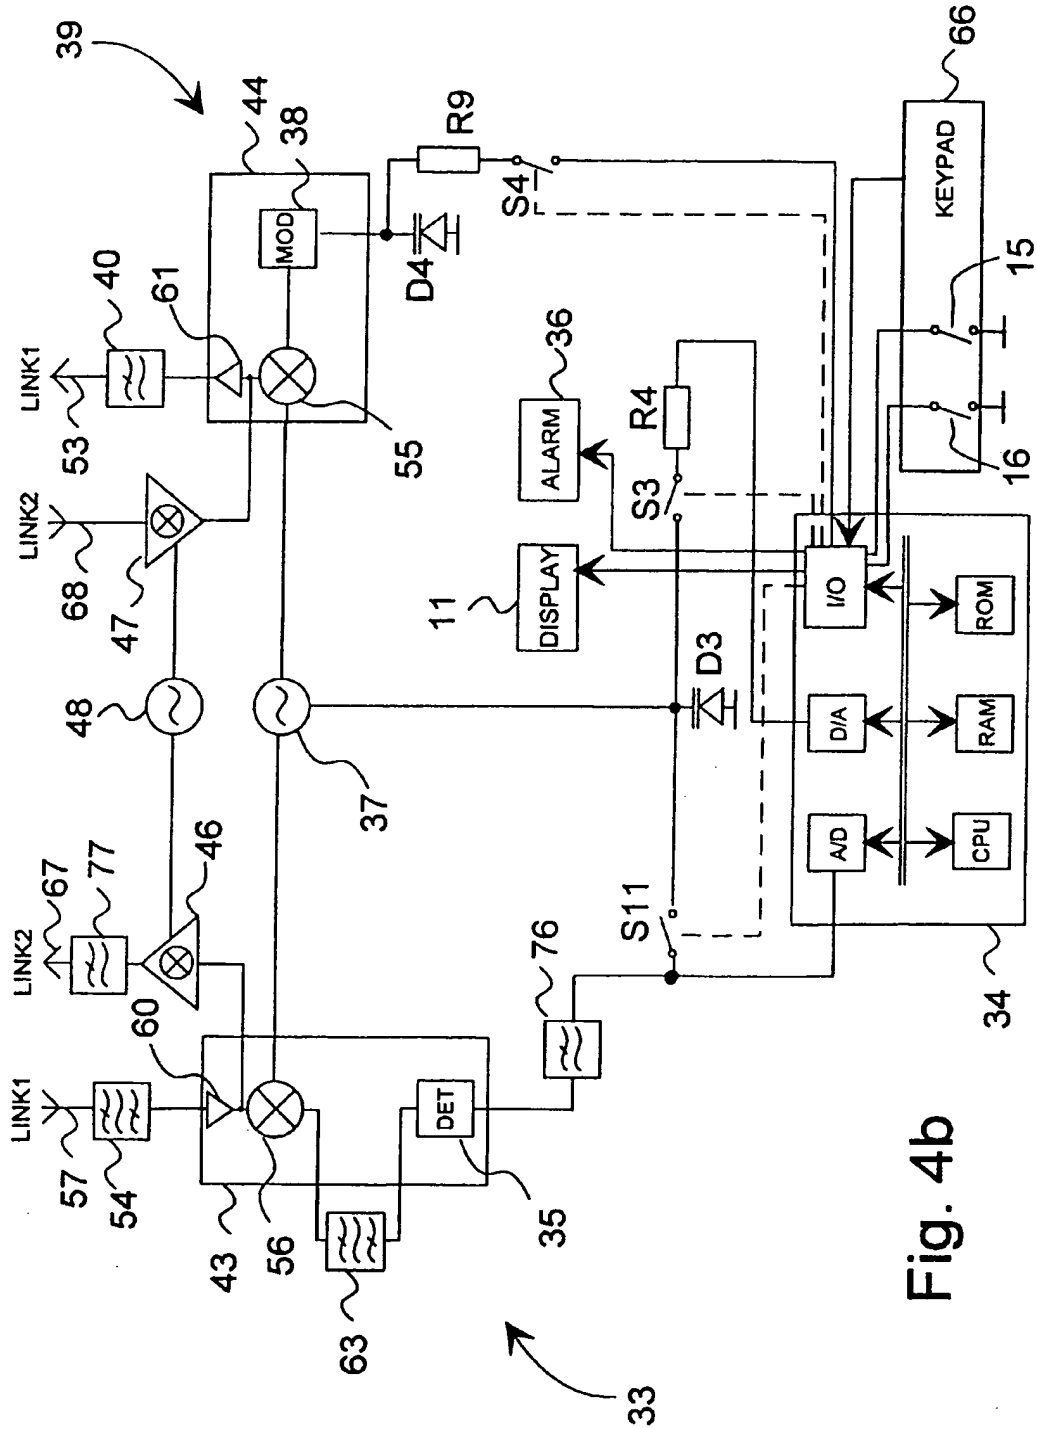 39
LINK1
53
40
61
44
38
MOD
55
R9
S4
D4
LINK2
68
47
48
37
LINK2
67
77
46
60
LINK1
57
54
43
56
DET
35
63
33
76
S11
D3
S3
R4
36
ALARM
11
DISPLAY
66
KEYPAD
15
16
I/O
D/A
A/D
ROM
RAM
CPU
34
Fig. 4b